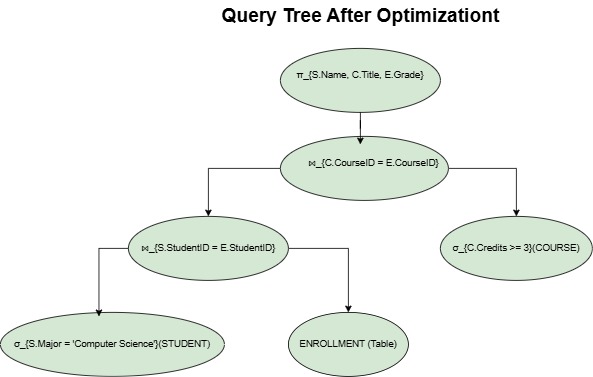 Query Tree After Optimizationt
π_{S.Name, C.Title, E.Grade}
⋈_{C.CourseID = E.CourseID}
⋈_{S.StudentID = E.StudentID}
σ_{C.Credits >= 3}(COURSE)
σ_{S.Major = 'Computer Science'}(STUDENT)
ENROLLMENT (Table)